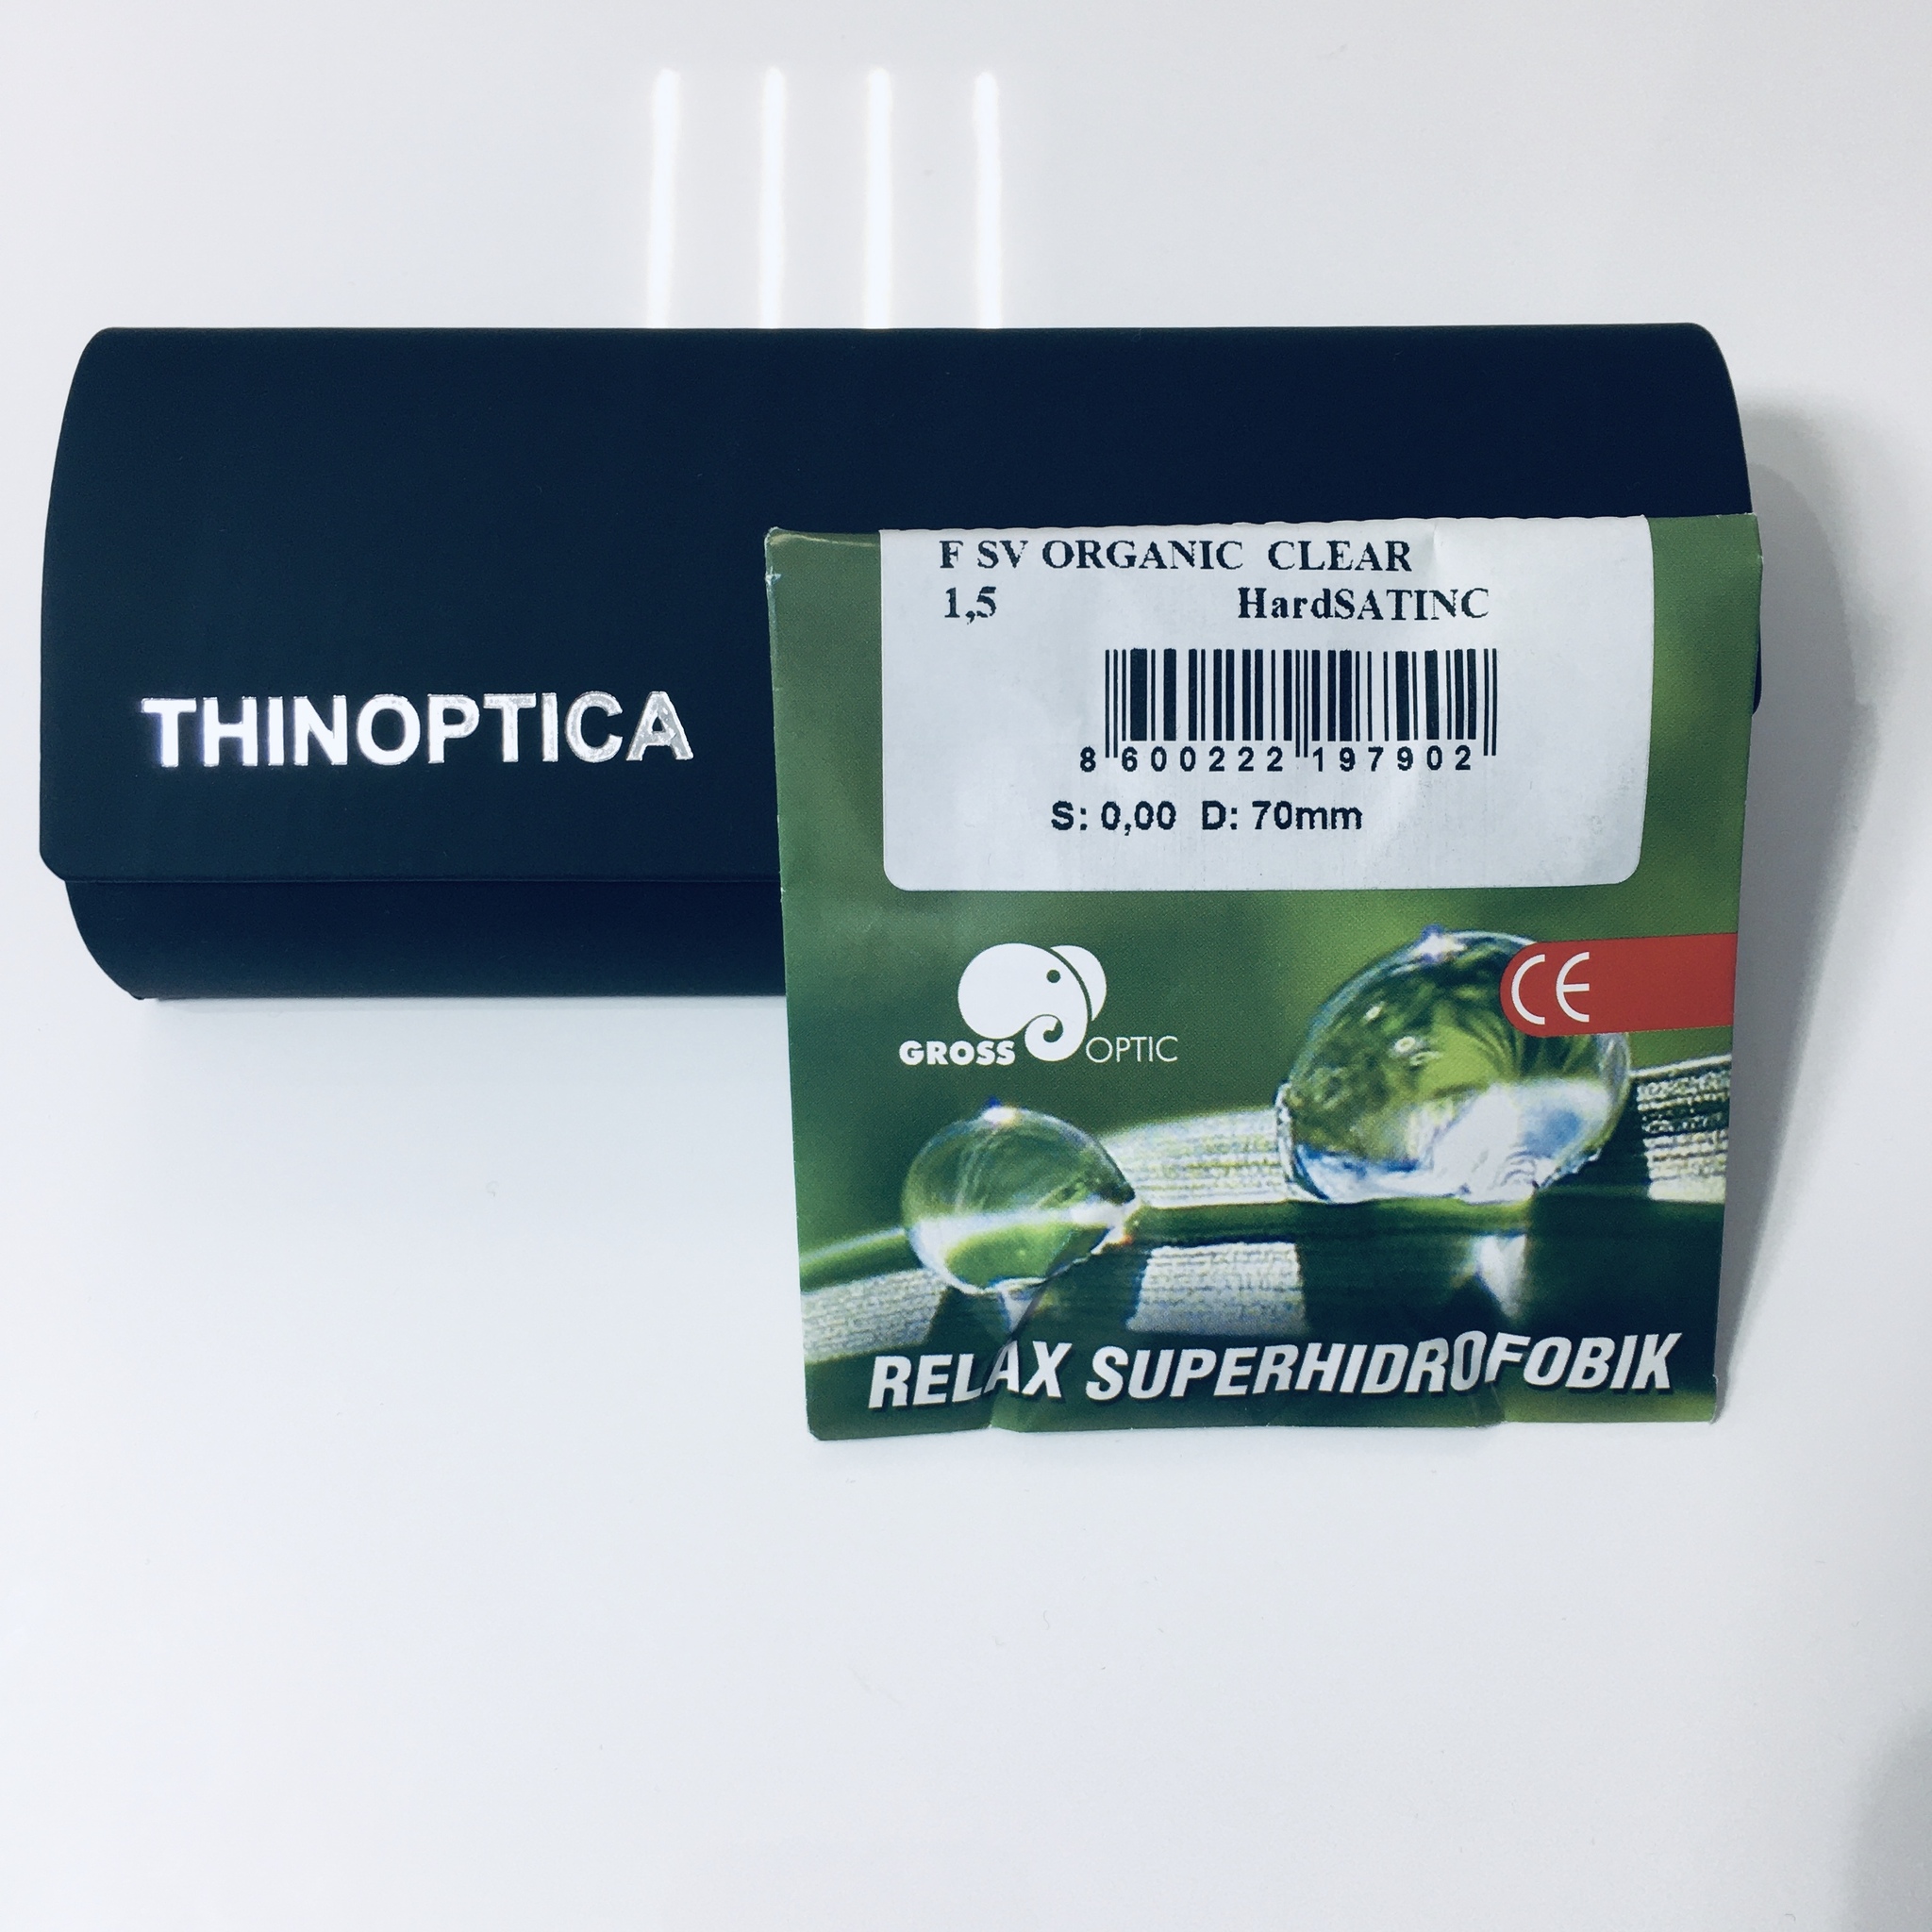 THINOPTICA
F SV ORGANIC CLEAR
1,5 HardSATINC
8 600222 197902
S: 0,00 D: 70mm
CE
GROSS OPTIC
RELAX SUPERHIDROFOBIK